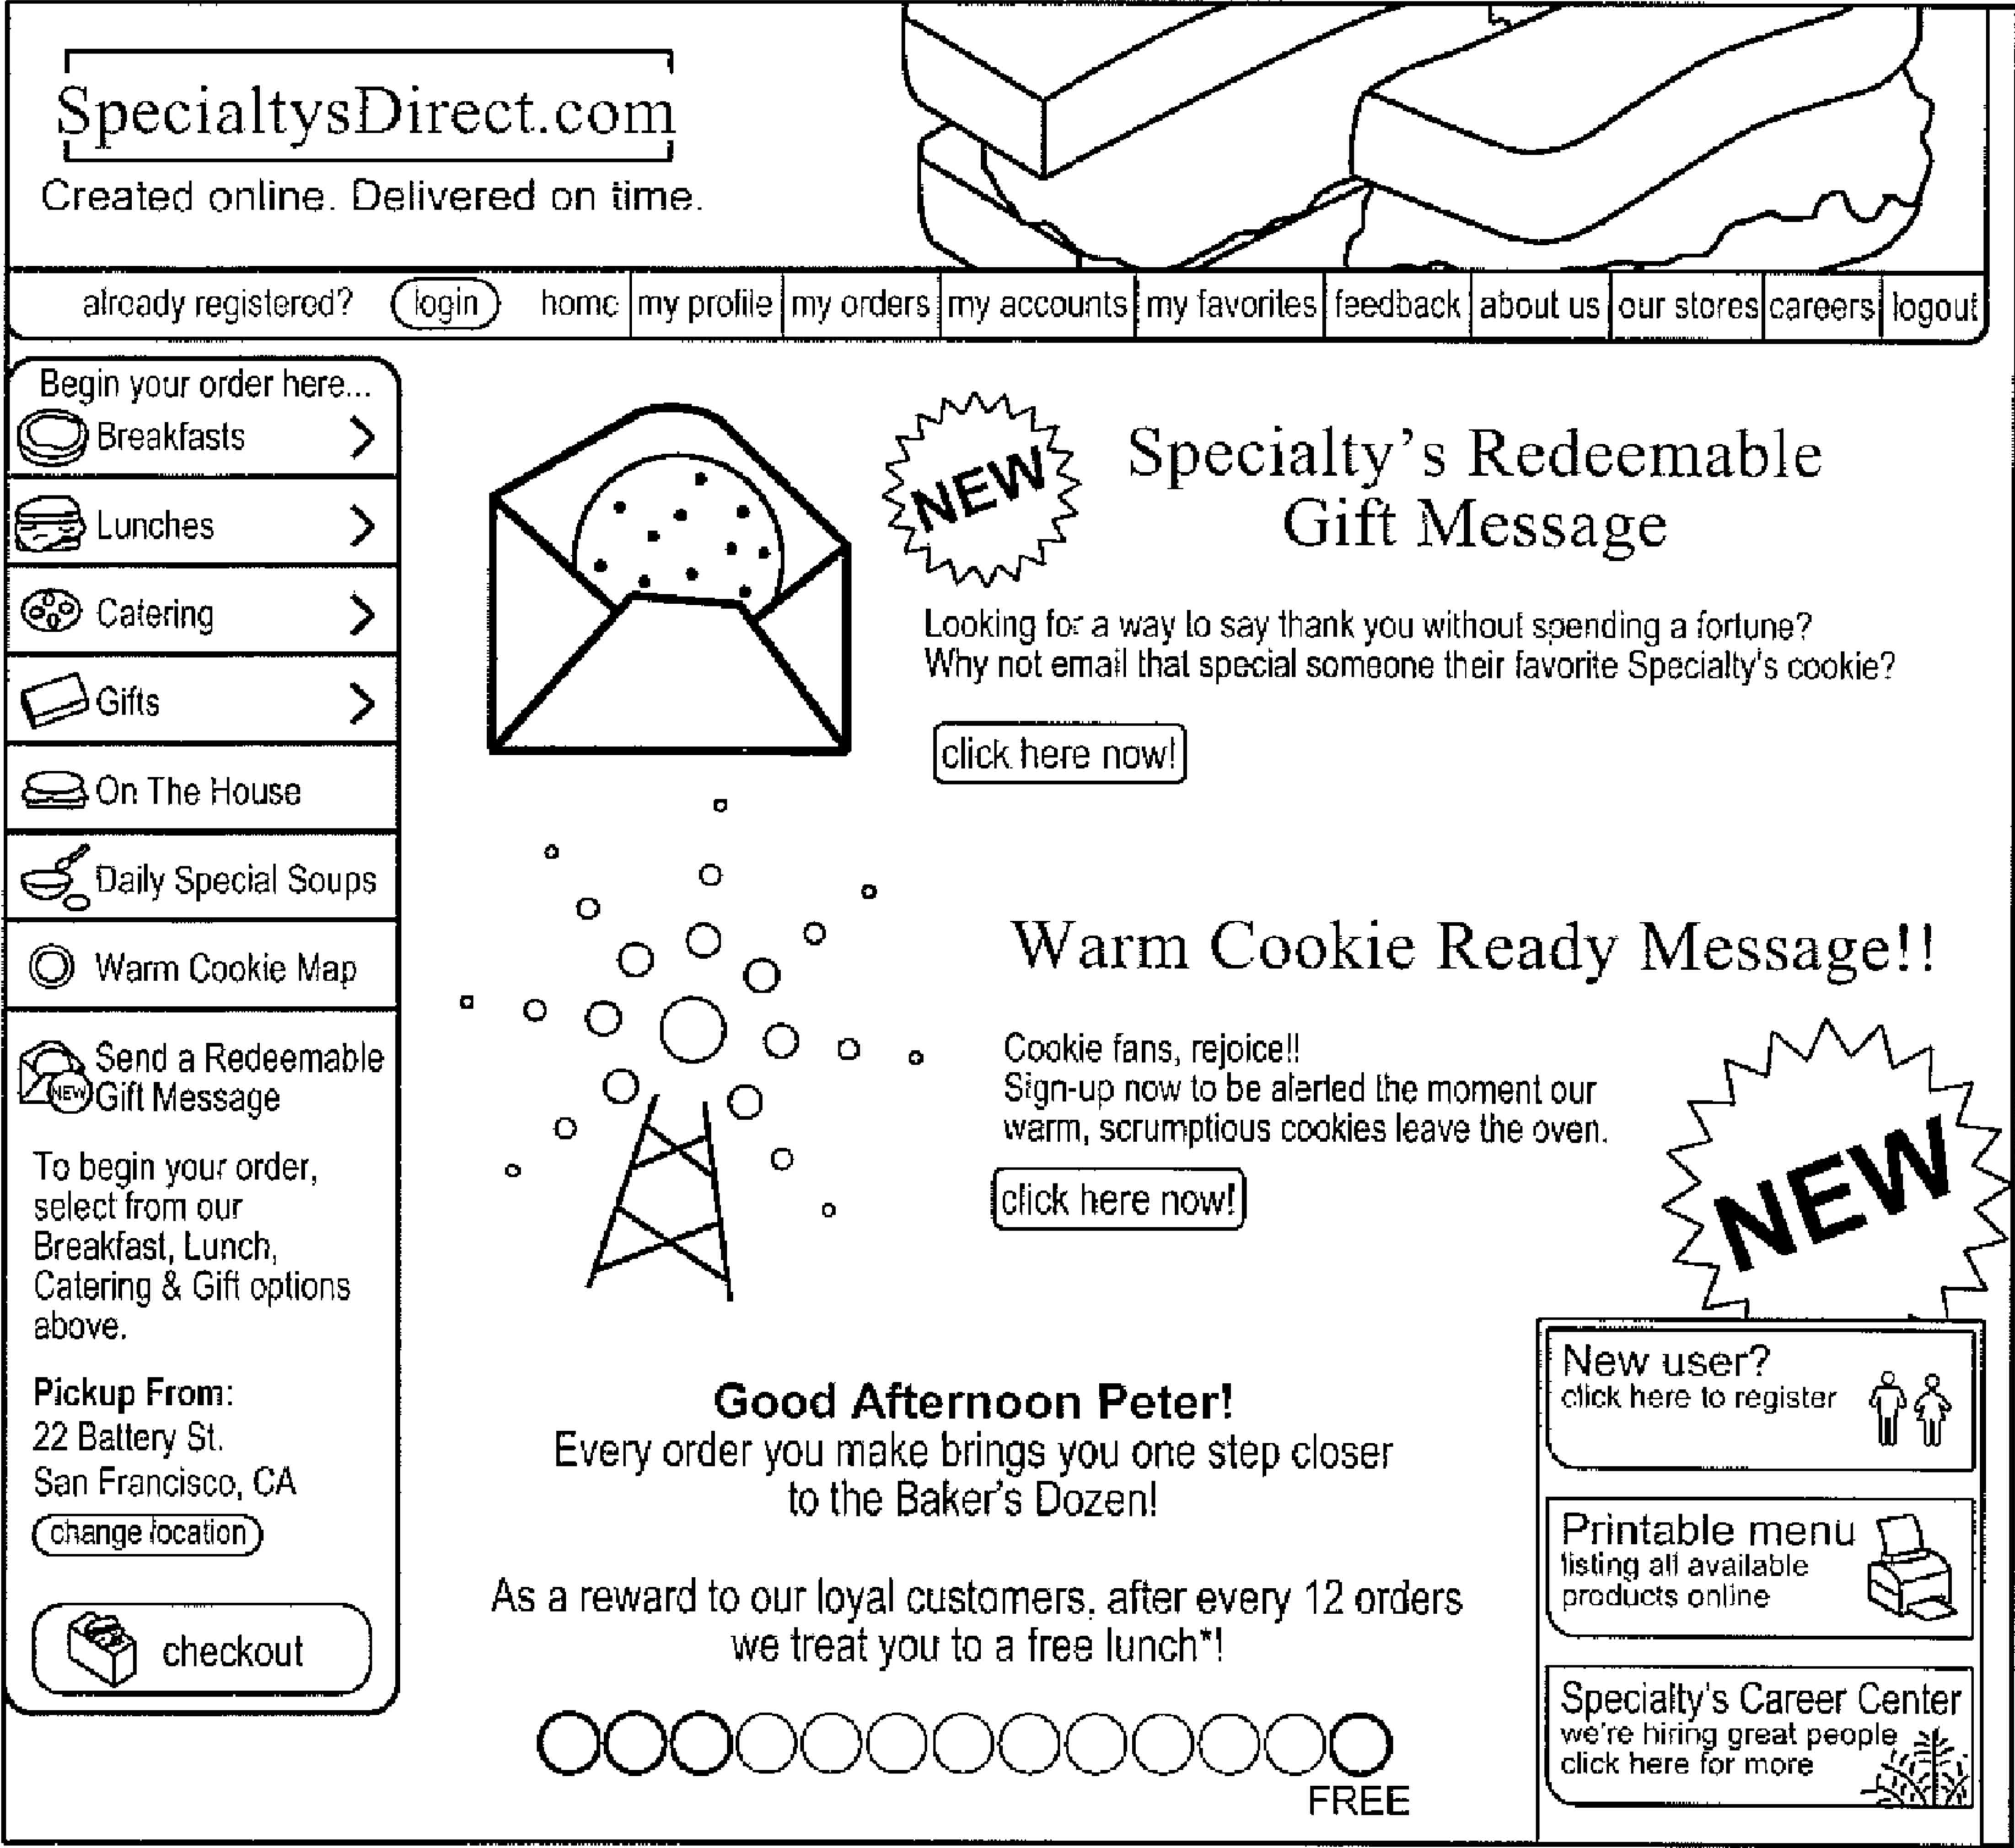 SpecialtysDirect.com
Created online. Delivered on time.
already registered? login home my profile my orders my accounts my favorites feedback about us our stores careers logout
Begin your order here...
Breakfasts
Lunches
Catering
Gifts
On The House
Daily Special Soups
Warm Cookie Map
NEW
Send a Redeemable
Gift Message
To begin your order,
select from our
Breakfast, Lunch,
Catering & Gift options
above.
Pickup From:
22 Battery St.
San Francisco, CA
change location
checkout
NEW
Specialty's Redeemable
Gift Message
Looking for a way to say thank you without spending a fortune?
Why not email that special someone their favorite Specialty's cookie?
click here now!
Warm Cookie Ready Message!!
Cookie fans, rejoice!!
Sign-up now to be alerted the moment our
warm, scrumptious cookies leave the oven.
click here now!
NEW
Good Afternoon Peter!
Every order you make brings you one step closer
to the Baker's Dozen!
As a reward to our loyal customers, after every 12 orders
we treat you to a free lunch*!
FREE
New user?
click here to register
Printable menu
listing all available
products online
Specialty's Career Center
we're hiring great people
click here for more